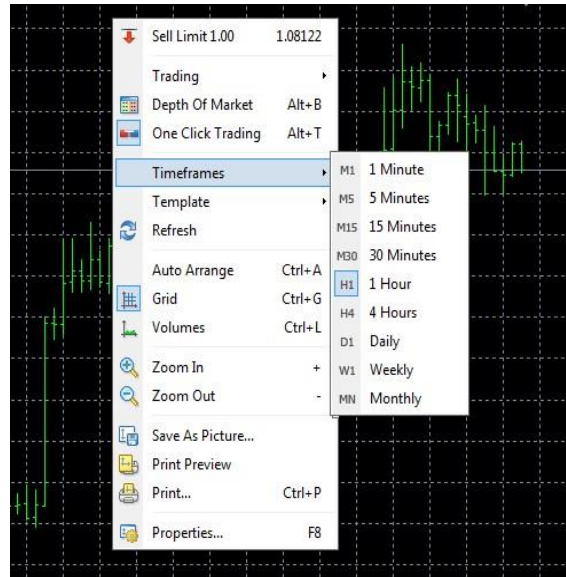 Sell Limit 1.00 1.08122
Trading
Depth Of Market Alt+B
One Click Trading Alt+T
Timeframes
Template
Refresh
Auto Arrange Ctrl+A
Grid Ctrl+G
Volumes Ctrl+L
Zoom In +
Zoom Out -
Save As Picture...
Print Preview
Print... Ctrl+P
Properties... F8
M1 1 Minute
M5 5 Minutes
M15 15 Minutes
M30 30 Minutes
H1 1 Hour
H4 4 Hours
D1 Daily
W1 Weekly
MN Monthly